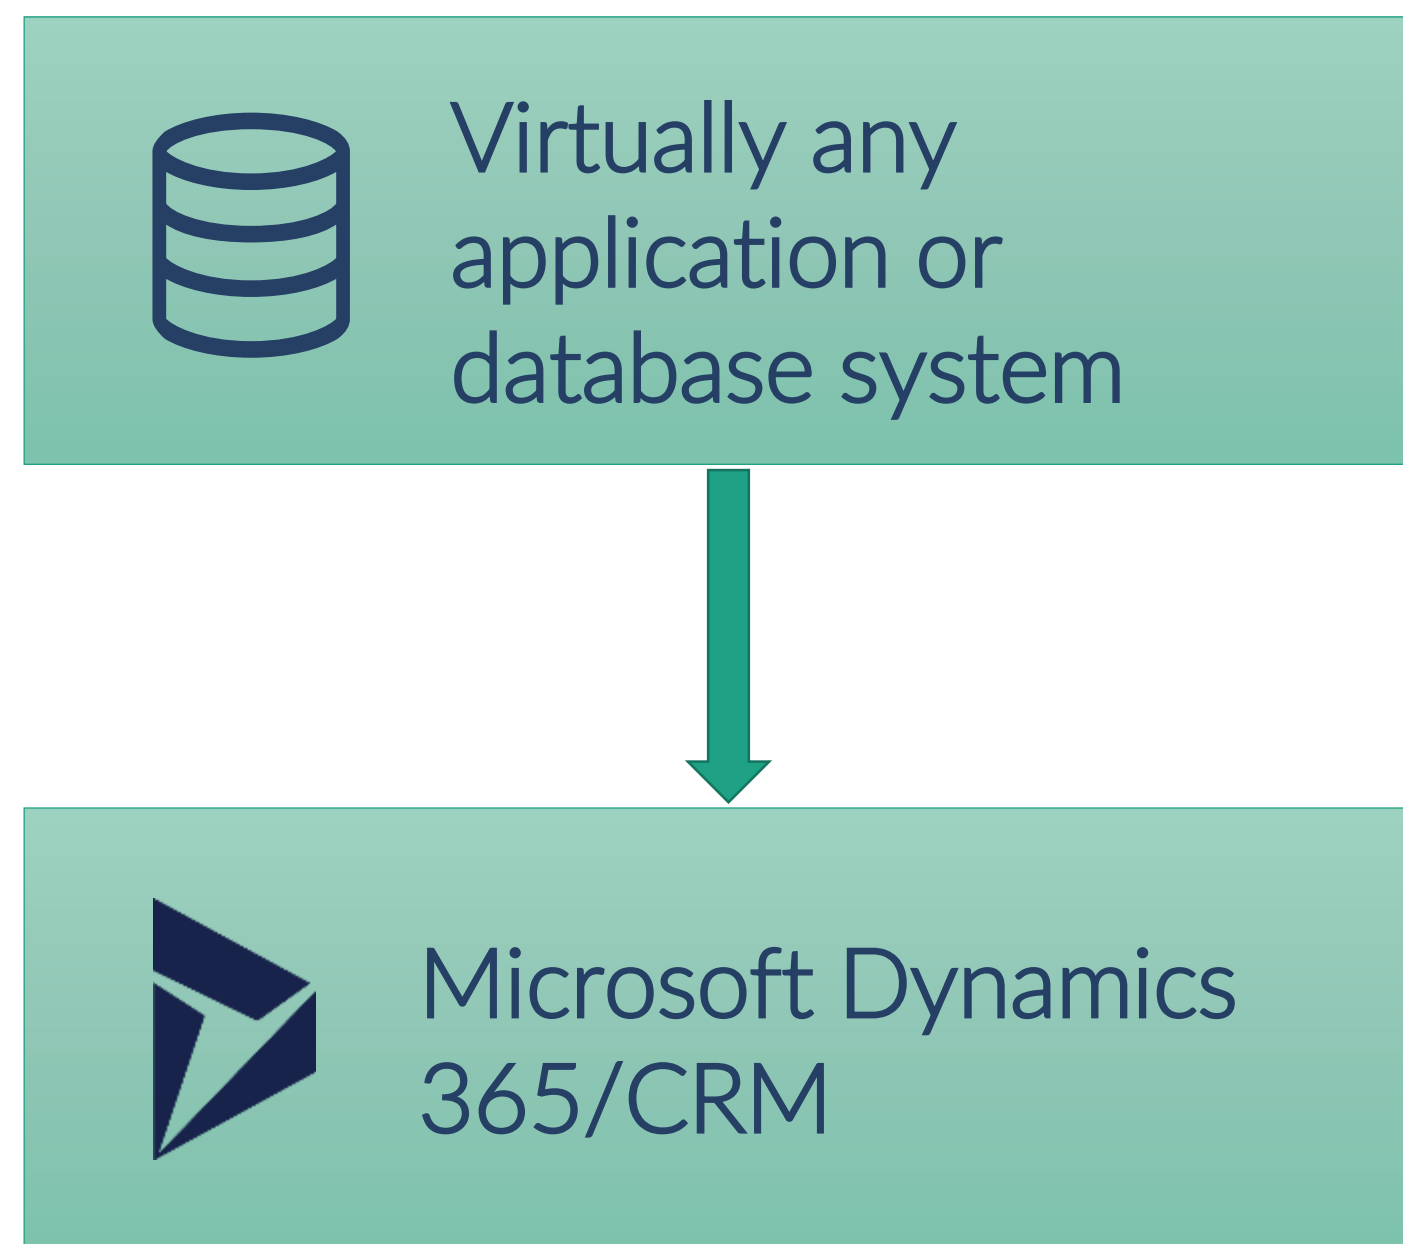 Virtually any
application or
database system
Microsoft Dynamics
365/CRM